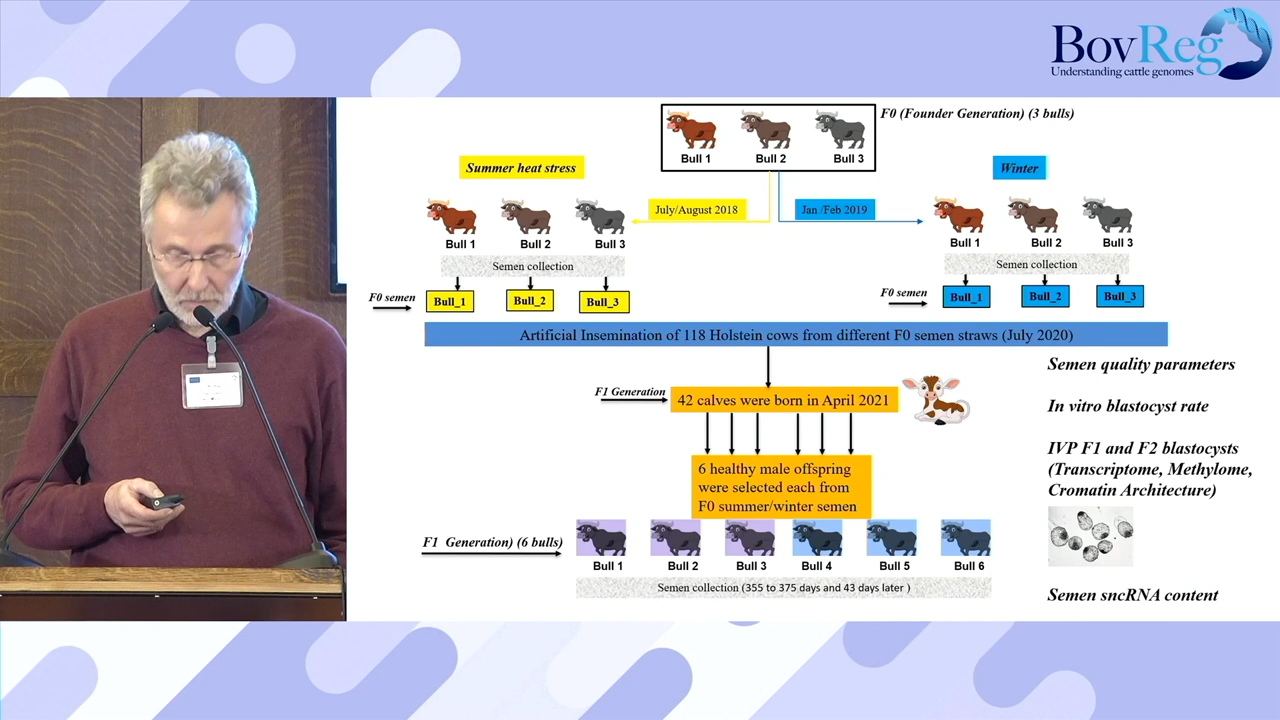 BovReg
Understanding cattle genomes
F0 (Founder Generation) (3 bulls)
Bull 1 Bull 2 Bull 3
Summer heat stress
Winter
July/August 2018
Jan /Feb 2019
Bull 1 Bull 2 Bull 3
Bull 1 Bull 2 Bull 3
Semen collection
Semen collection
F0 semen
Bull_1 Bull_2 Bull_3
F0 semen
Bull_1 Bull_2 Bull_3
Artificial Insemination of 118 Holstein cows from different F0 semen straws (July 2020)
F1 Generation
42 calves were born in April 2021
6 healthy male offspring
were selected each from
F0 summer/winter semen
F1 Generation) (6 bulls)
Bull 1 Bull 2 Bull 3 Bull 4 Bull 5 Bull 6
Semen collection (355 to 375 days and 43 days later )
Semen quality parameters
In vitro blastocyst rate
IVP F1 and F2 blastocysts
(Transcriptome, Methylome,
Cromatin Architecture)
Semen sncRNA content